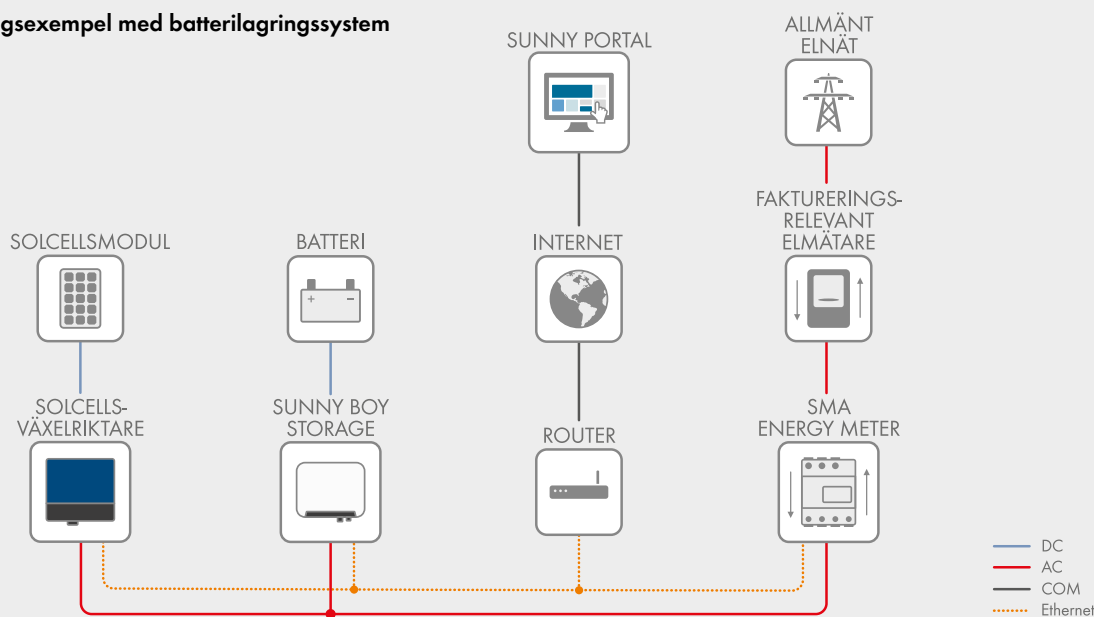 gsexempel med batterilagringssystem
SUNNY PORTAL
ALLMÄNT
ELNÄT
FAKTURERINGS-
RELEVANT
ELMÄTARE
SOLCELLSMODUL
BATTERI
INTERNET
+ −
SOLCELLS-
VÄXELRIKTARE
SUNNY BOY
STORAGE
ROUTER
SMA
ENERGY METER
DC
AC
COM
Ethernet